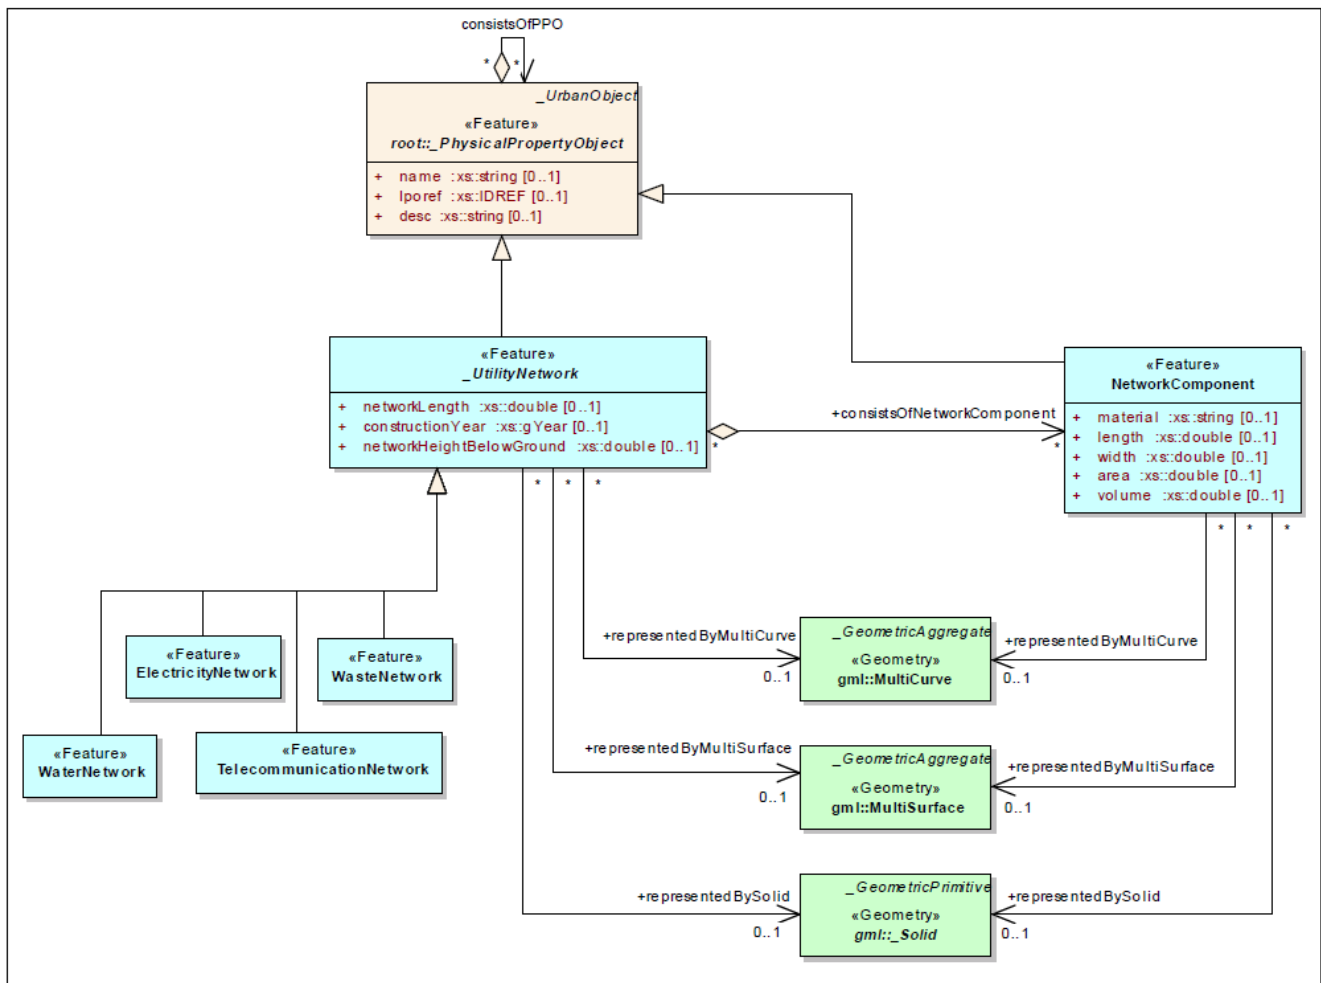 consistsOfPPO
* *
_UrbanObject
«Feature»
root::_PhysicalPropertyObject
+ name :xs::string [0..1]
+ lporef :xs::IDREF [0..1]
+ desc :xs::string [0..1]
«Feature»
_UtilityNetwork
+ networkLength :xs::double [0..1]
+ constructionYear :xs::gYear [0..1]
+ networkHeightBelowGround :xs::double [0..1]
* * *
*
+consistsOfNetworkComponent
*
«Feature»
NetworkComponent
+ material :xs::string [0..1]
+ length :xs::double [0..1]
+ width :xs::double [0..1]
+ area :xs::double [0..1]
+ volume :xs::double [0..1]
* * *
«Feature»
ElectricityNetwork
«Feature»
WasteNetwork
«Feature»
WaterNetwork
«Feature»
TelecommunicationNetwork
+representedByMultiCurve
0..1
_GeometricAggregate
«Geometry»
gml::MultiCurve
+representedByMultiCurve
0..1
+representedByMultiSurface
0..1
_GeometricAggregate
«Geometry»
gml::MultiSurface
+representedByMultiSurface
0..1
+representedBySolid
0..1
_GeometricPrimitive
«Geometry»
gml::_Solid
+representedBySolid
0..1